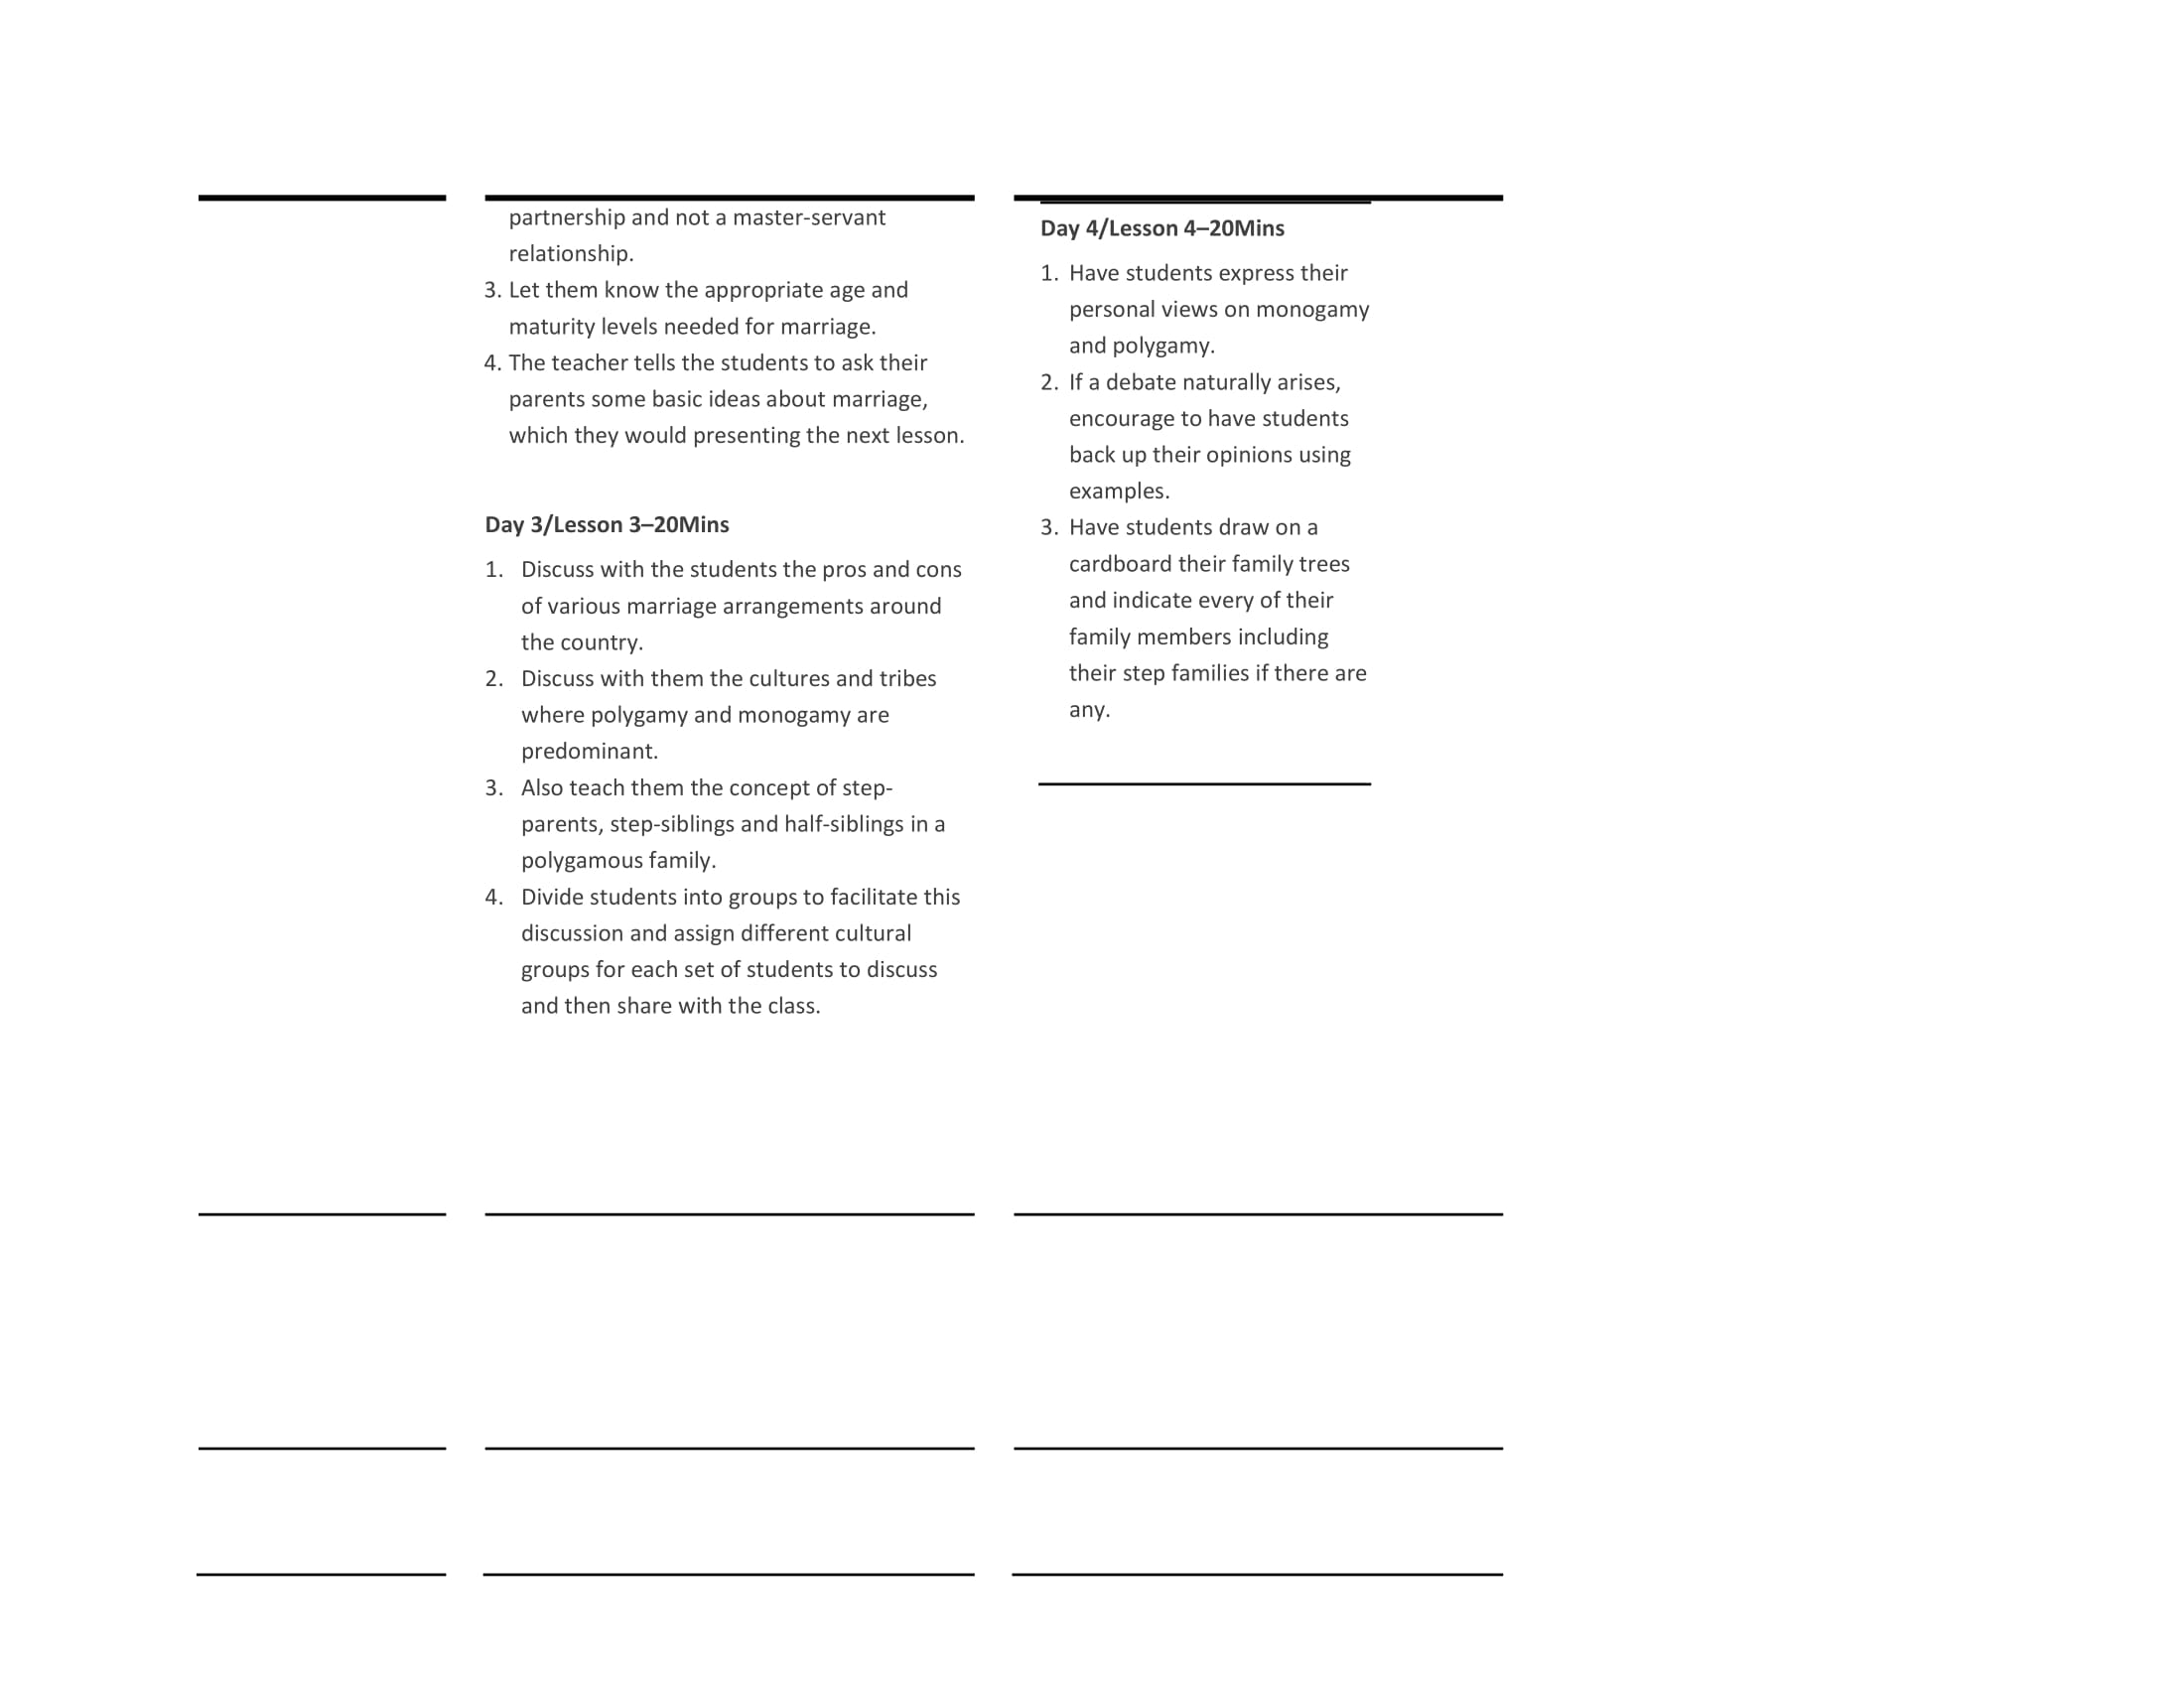 partnership and not a master-servant
relationship.
3. Let them know the appropriate age and
maturity levels needed for marriage.
4. The teacher tells the students to ask their
parents some basic ideas about marriage,
which they would presenting the next lesson.
Day 3/Lesson 3–20Mins
1. Discuss with the students the pros and cons
of various marriage arrangements around
the country.
2. Discuss with them the cultures and tribes
where polygamy and monogamy are
predominant.
3. Also teach them the concept of step-
parents, step-siblings and half-siblings in a
polygamous family.
4. Divide students into groups to facilitate this
discussion and assign different cultural
groups for each set of students to discuss
and then share with the class.
Day 4/Lesson 4–20Mins
1. Have students express their
personal views on monogamy
and polygamy.
2. If a debate naturally arises,
encourage to have students
back up their opinions using
examples.
3. Have students draw on a
cardboard their family trees
and indicate every of their
family members including
their step families if there are
any.